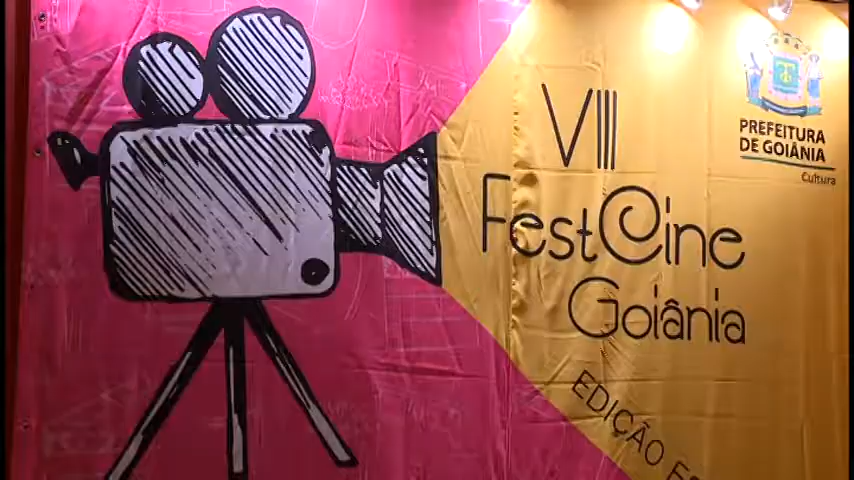 VIII
FestCine
Goiânia
EDIÇÃO
PREFEITURA
DE GOIÂNIA
Cultura